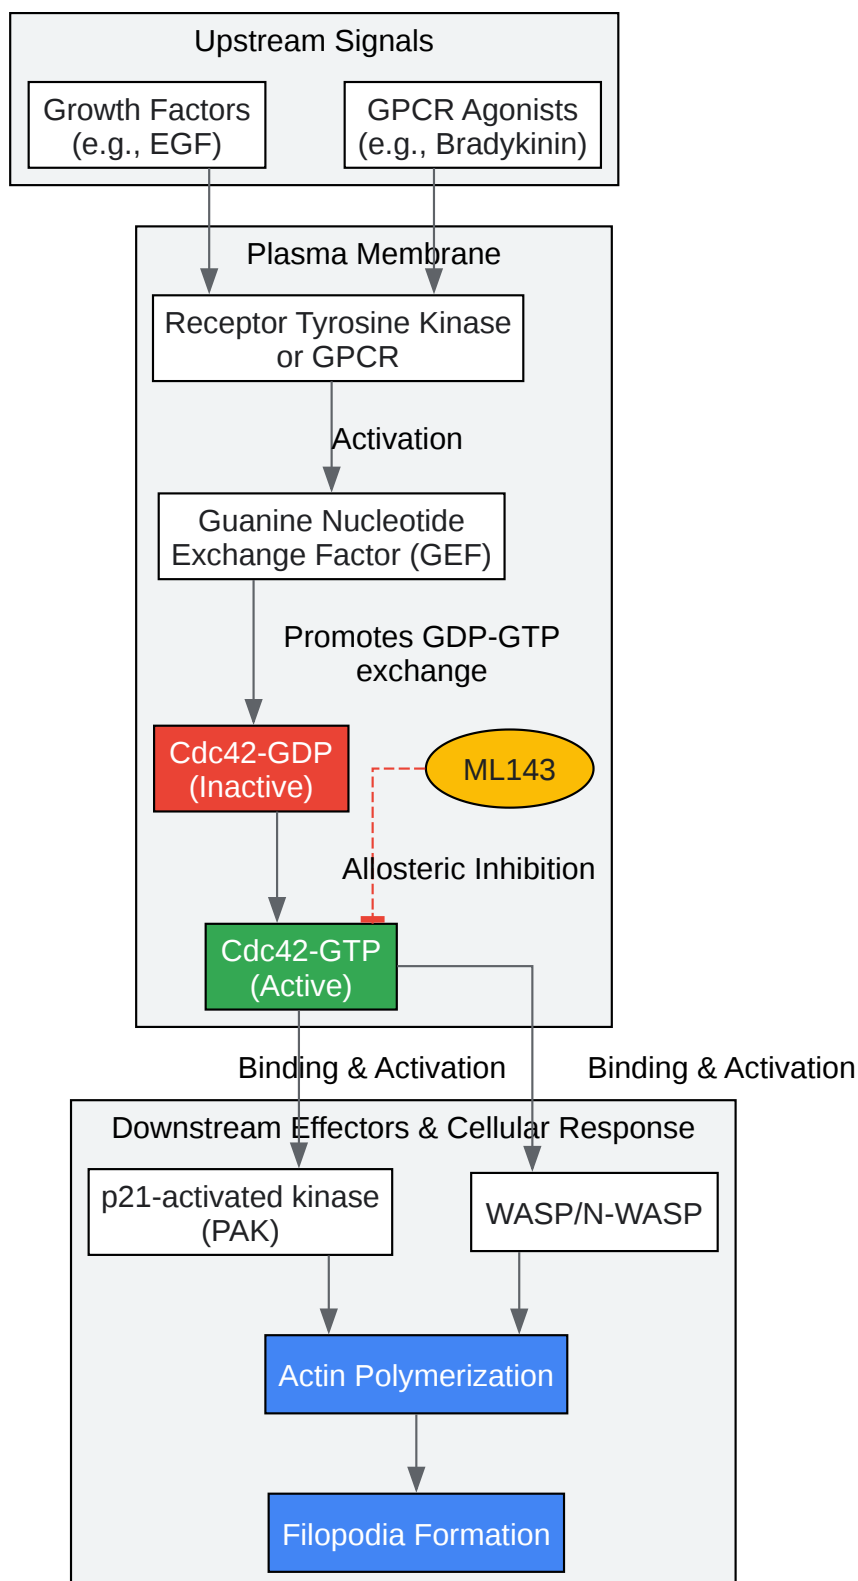 Upstream Signals
Growth Factors
(e.g., EGF)
GPCR Agonists
(e.g., Bradykinin)
Plasma Membrane
Receptor Tyrosine Kinase
or GPCR
Activation
Guanine Nucleotide
Exchange Factor (GEF)
Promotes GDP-GTP
exchange
Cdc42-GDP
(Inactive)
ML143
Allosteric Inhibition
Cdc42-GTP
(Active)
Binding & Activation
Binding & Activation
Downstream Effectors & Cellular Response
p21-activated kinase
(PAK)
WASP/N-WASP
Actin Polymerization
Filopodia Formation